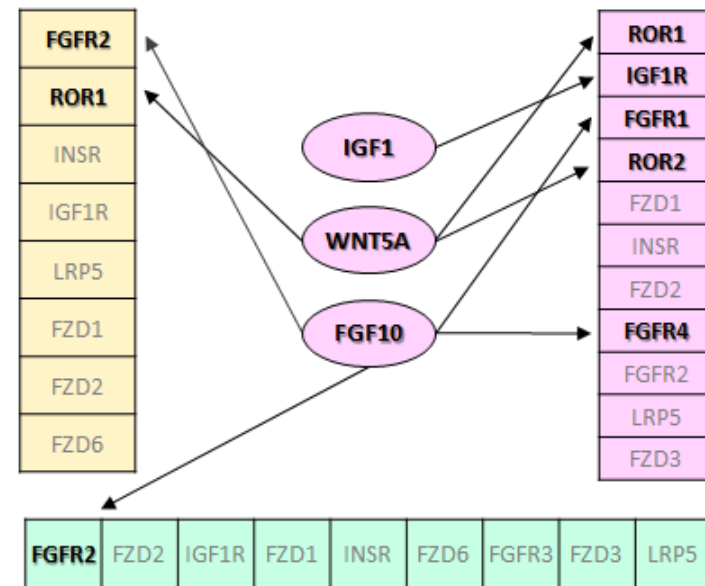 FGFR2
ROR1
INSR
IGF1R
LRP5
FZD1
FZD2
FZD6
IGF1
WNT5A
FGF10
ROR1
IGF1R
FGFR1
ROR2
FZD1
INSR
FZD2
FGFR4
FGFR2
LRP5
FZD3
FGFR2 FZD2 IGF1R FZD1 INSR FZD6 FGFR3 FZD3 LRP5